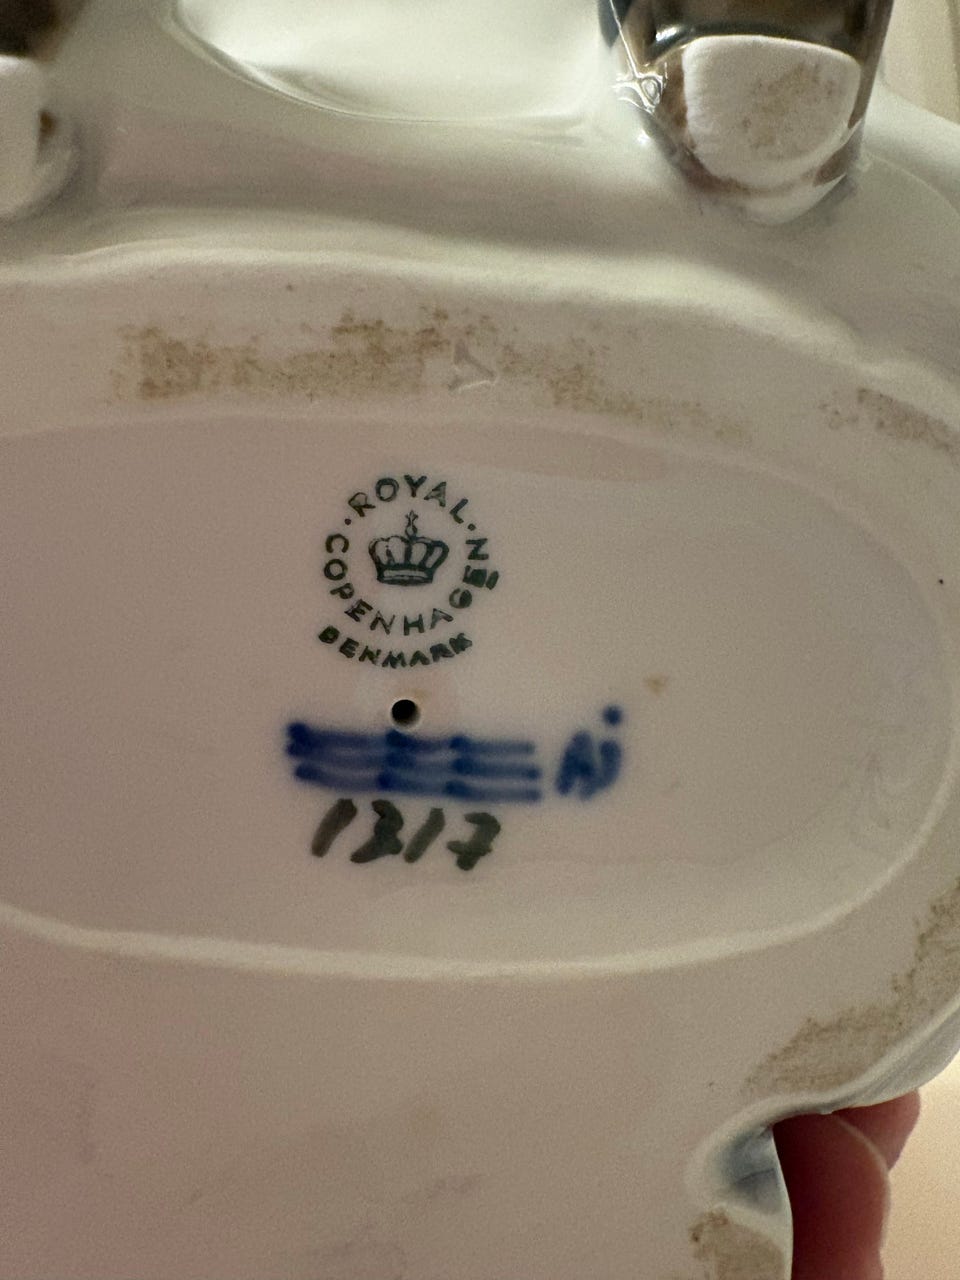 ROYAL
COPENHAGEN
DENMARK
1317